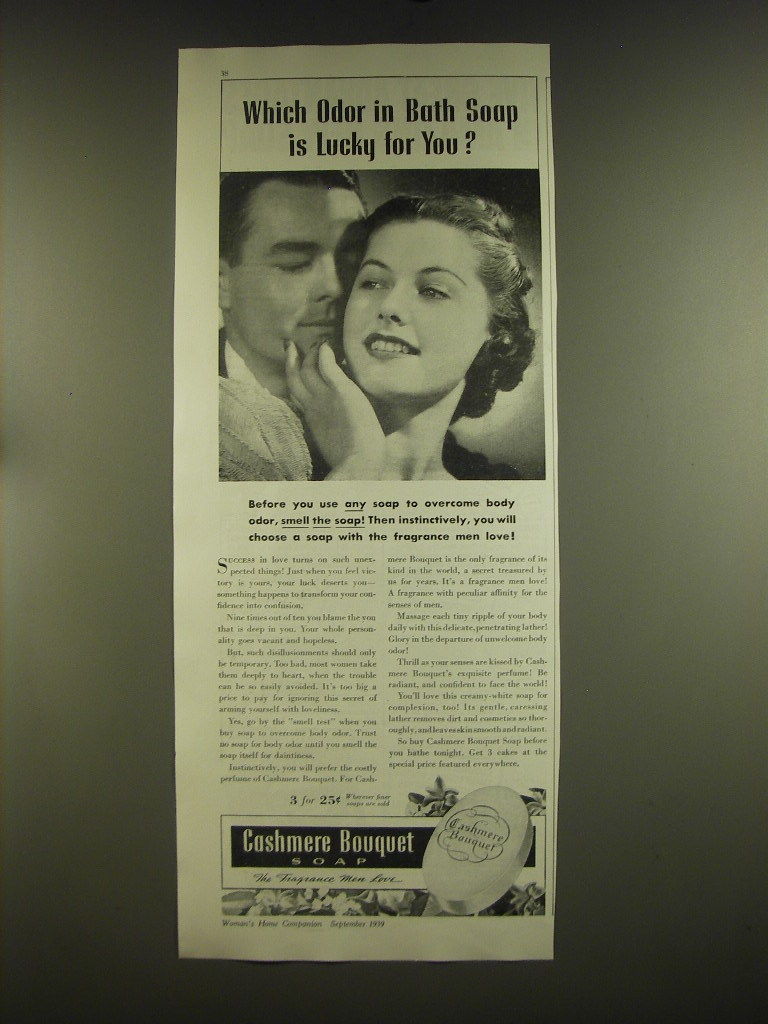 38
Which Odor in Bath Soap
is Lucky for You?
Before you use any soap to overcome body
odor, smell the soap! Then instinctively, you will
choose a soap with the fragrance men love!
SUCCESS in love turns on such unex-
pected things! Just when you feel vic-
tory is yours, your luck deserts you—
something happens to transform your con-
fidence into confusion.
Nine times out of ten you blame the you
that is deep in you. Your whole person-
ality goes vacant and hopeless.
But, such disillusionments should only
be temporary. Too bad, most women take
them deeply to heart, when the trouble
can be so easily avoided. It's too big a
price to pay for ignoring this secret of
arming yourself with loveliness.
Yes, go by the "smell test" when you
buy soap to overcome body odor. Trust
no soap for body odor until you smell the
soap itself for daintiness.
Instinctively, you will prefer the costly
perfume of Cashmere Bouquet. For Cash-
mere Bouquet is the only fragrance of its
kind in the world, a secret treasured by
us for years. It's a fragrance men love!
A fragrance with peculiar affinity for the
senses of men.
Massage each tiny ripple of your body
daily with this delicate, penetrating lather!
Glory in the departure of unwelcome body
odor!
Thrill as your senses are kissed by Cash-
mere Bouquet's exquisite perfume! Be
radiant, and confident to face the world!
You'll love this creamy-white soap for
complexion, too! Its gentle, caressing
lather removes dirt and cosmetics so thor-
oughly, and leaves skin smooth and radiant.
So buy Cashmere Bouquet Soap before
you bathe tonight. Get 3 cakes at the
special price featured everywhere.
3 for 25¢ Wherever finer
soaps are sold
Cashmere Bouquet
SOAP
The Fragrance Men Love
Cashmere
Bouquet
Woman's Home Companion September 1939